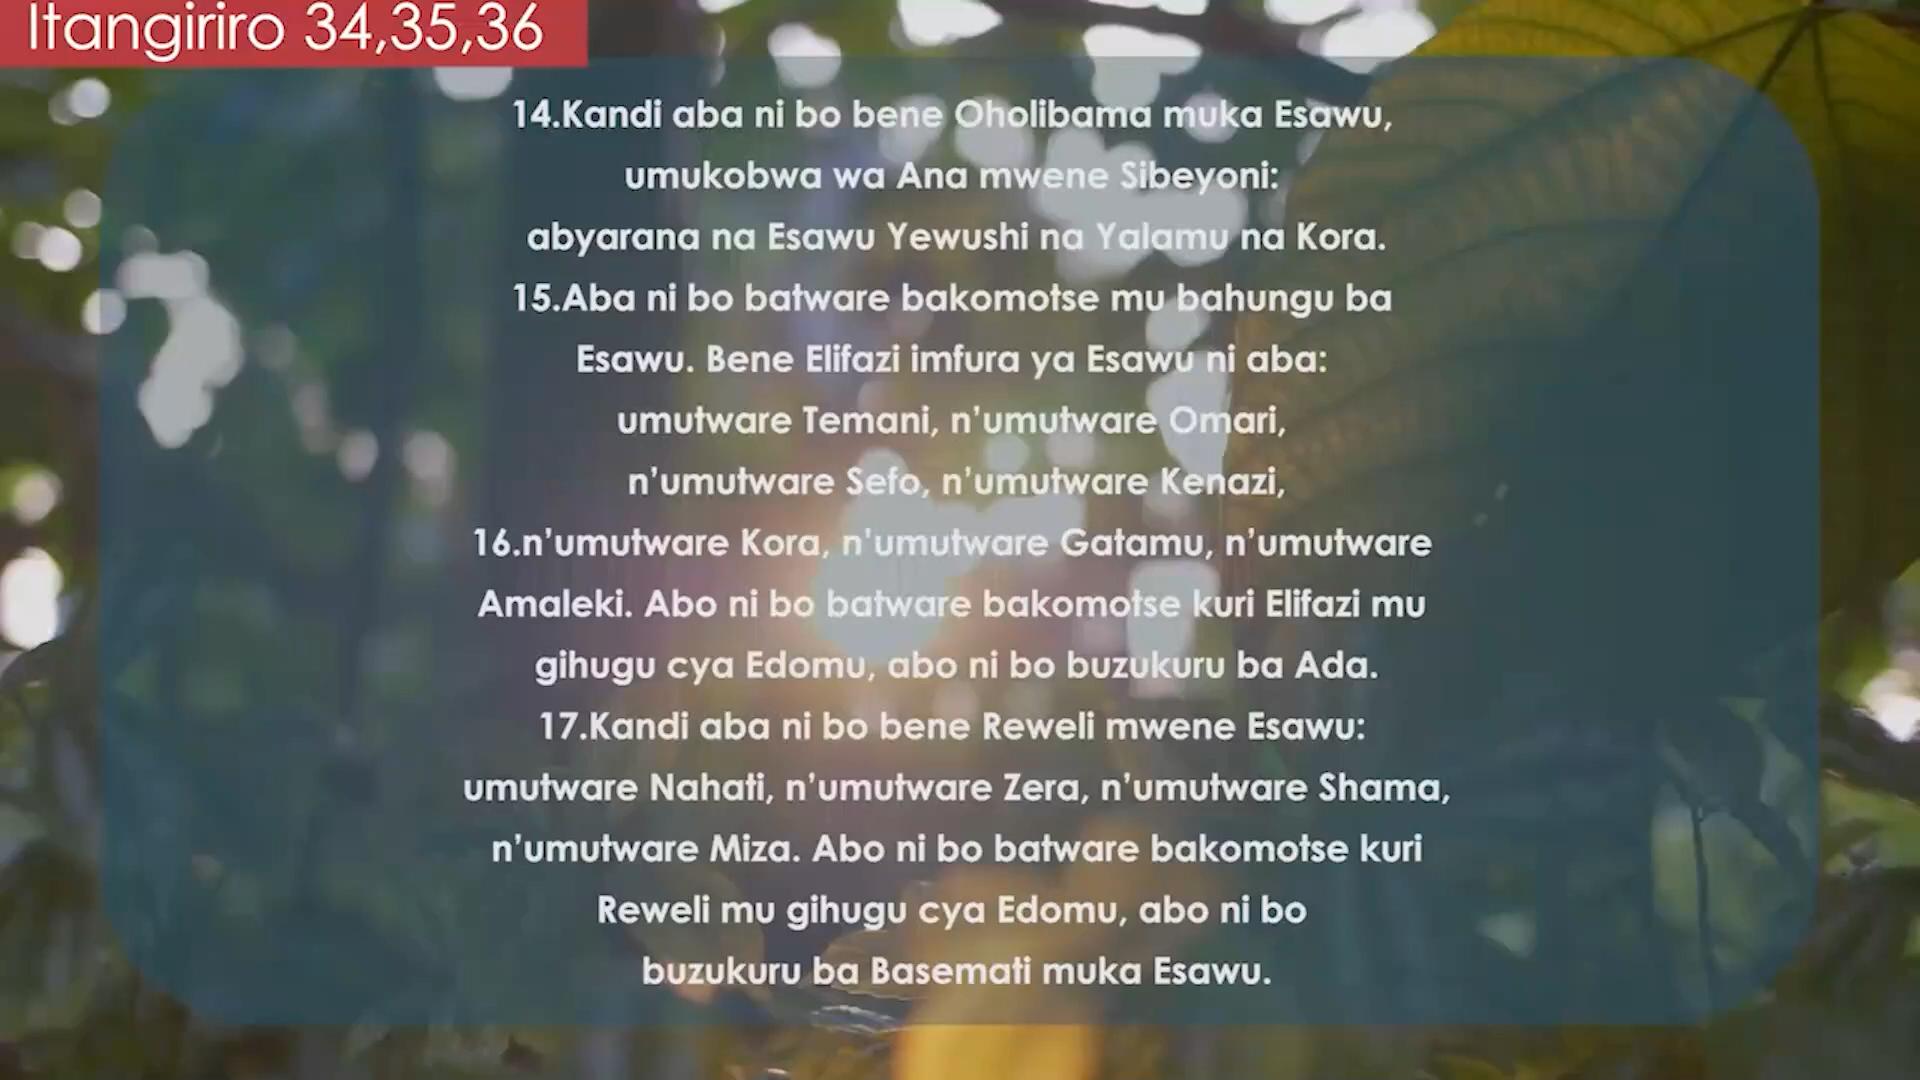 Itangiriro 34,35,36
14.Kandi aba ni bo bene Oholibama muka Esawu,
umukobwa wa Ana mwene Sibeyoni:
abyarana na Esawu Yewushi na Yalamu na Kora.
15.Aba ni bo batware bakomotse mu bahungu ba
Esawu. Bene Elifazi imfura ya Esawu ni aba:
umutware Temani, n’umutware Omari,
n’umutware Sefo, n’umutware Kenazi,
16.n’umutware Kora, n’umutware Gatamu, n’umutware
Amaleki. Abo ni bo batware bakomotse kuri Elifazi mu
gihugu cya Edomu, abo ni bo buzukuru ba Ada.
17.Kandi aba ni bo bene Reweli mwene Esawu:
umutware Nahati, n’umutware Zera, n’umutware Shama,
n’umutware Miza. Abo ni bo batware bakomotse kuri
Reweli mu gihugu cya Edomu, abo ni bo
buzukuru ba Basemati muka Esawu.